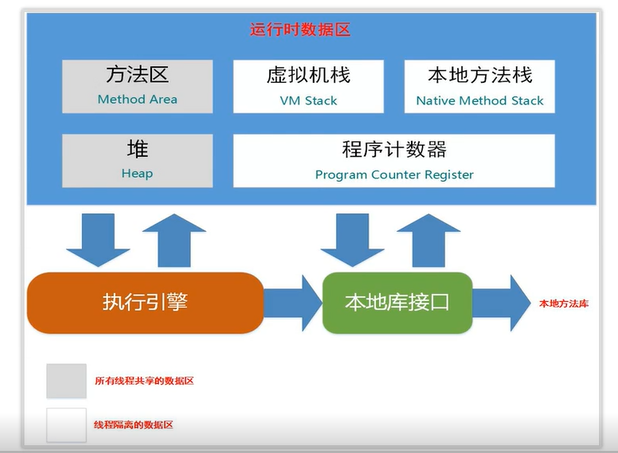 运行时数据区
方法区
Method Area
虚拟机栈
VM Stack
本地方法栈
Native Method Stack
堆
Heap
程序计数器
Program Counter Register
执行引擎
本地库接口
本地方法库
所有线程共享的数据区
线程隔离的数据区